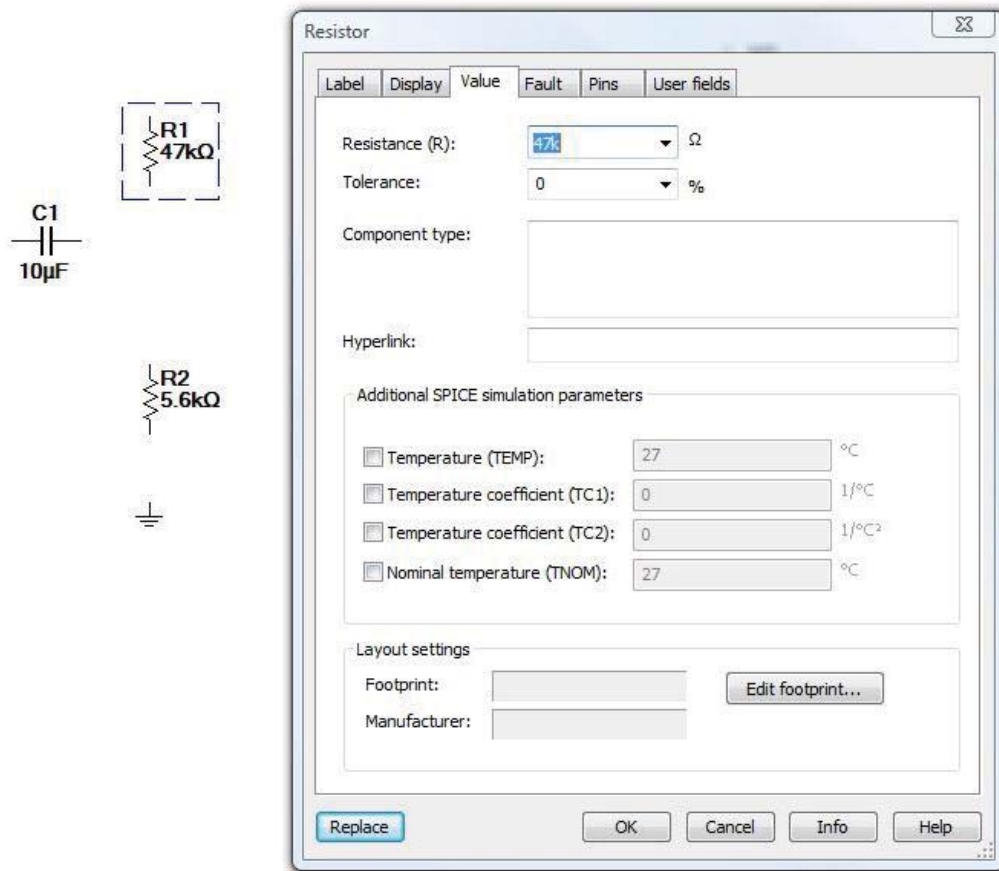 R1
47kΩ
C1
10µF
R2
5.6kΩ
Resistor
Label Display Value Fault Pins User fields
Resistance (R): 47k Ω
Tolerance: 0 %
Component type:
Hyperlink:
Additional SPICE simulation parameters
Temperature (TEMP): 27 °C
Temperature coefficient (TC1): 0 1/°C
Temperature coefficient (TC2): 0 1/°C²
Nominal temperature (TNOM): 27 °C
Layout settings
Footprint:
Edit footprint...
Manufacturer:
Replace OK Cancel Info Help